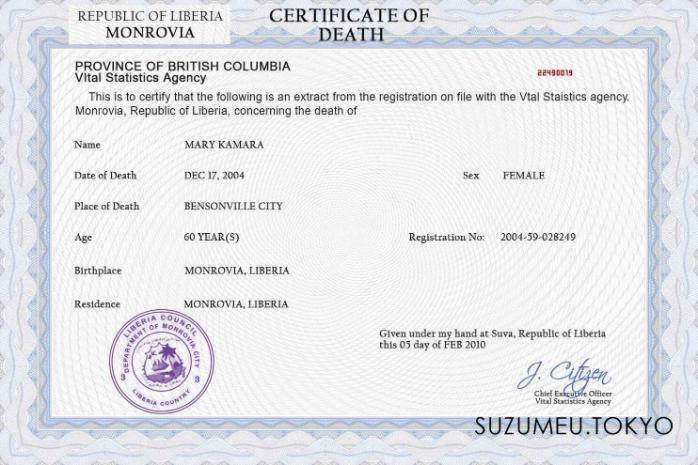 REPUBLIC OF LIBERIA
MONROVIA
CERTIFICATE OF
DEATH
PROVINCE OF BRITISH COLUMBIA
VItal Statistics Agency
22490019
This is to certify that the following is an extract from the registration on file with the Vtal Staistics agency.
Monrovia, Republic of Liberia, concerning the death of
Name MARY KAMARA
Date of Death DEC 17, 2004 Sex FEMALE
Place of Death BENSONVILLE CITY
Age 60 YEAR(S) Registration No: 2004-59-028249
Birthplace MONROVIA, LIBERIA
Residence MONROVIA, LIBERIA
LIBERIA COUNCIL
DEPARTMENT OF MONROVIA CITY
LIBERIA COUNTRY
Given under my hand at Suva, Republic of Liberia
this 05 day of FEB 2010
J. Citizen
Chief Executive Officer
Vital Statistics Agency
SUZUMEU.TOKYO